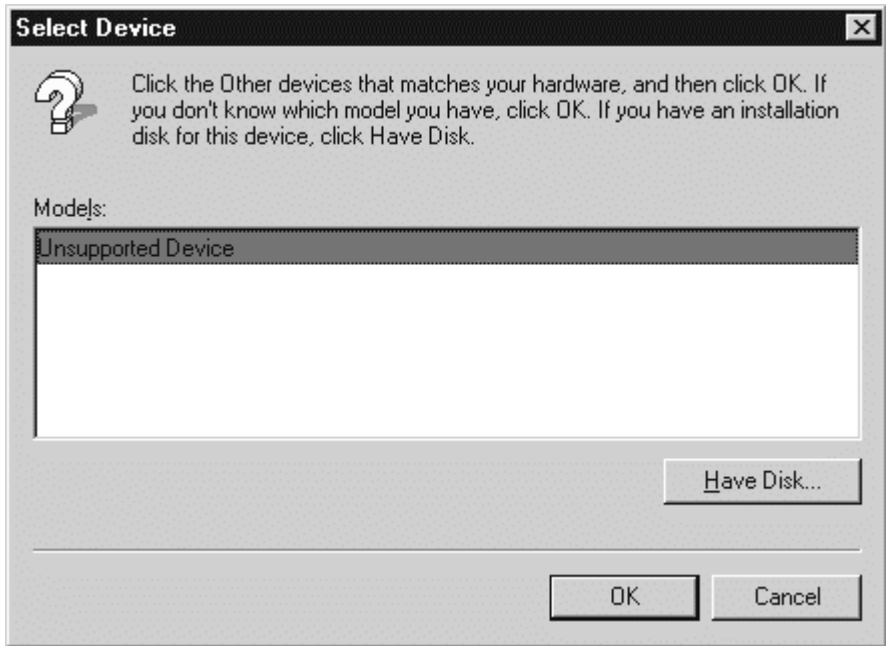 Select Device
Click the Other devices that matches your hardware, and then click OK. If
you don't know which model you have, click OK. If you have an installation
disk for this device, click Have Disk.
Models:
Unsupported Device
Have Disk...
OK
Cancel